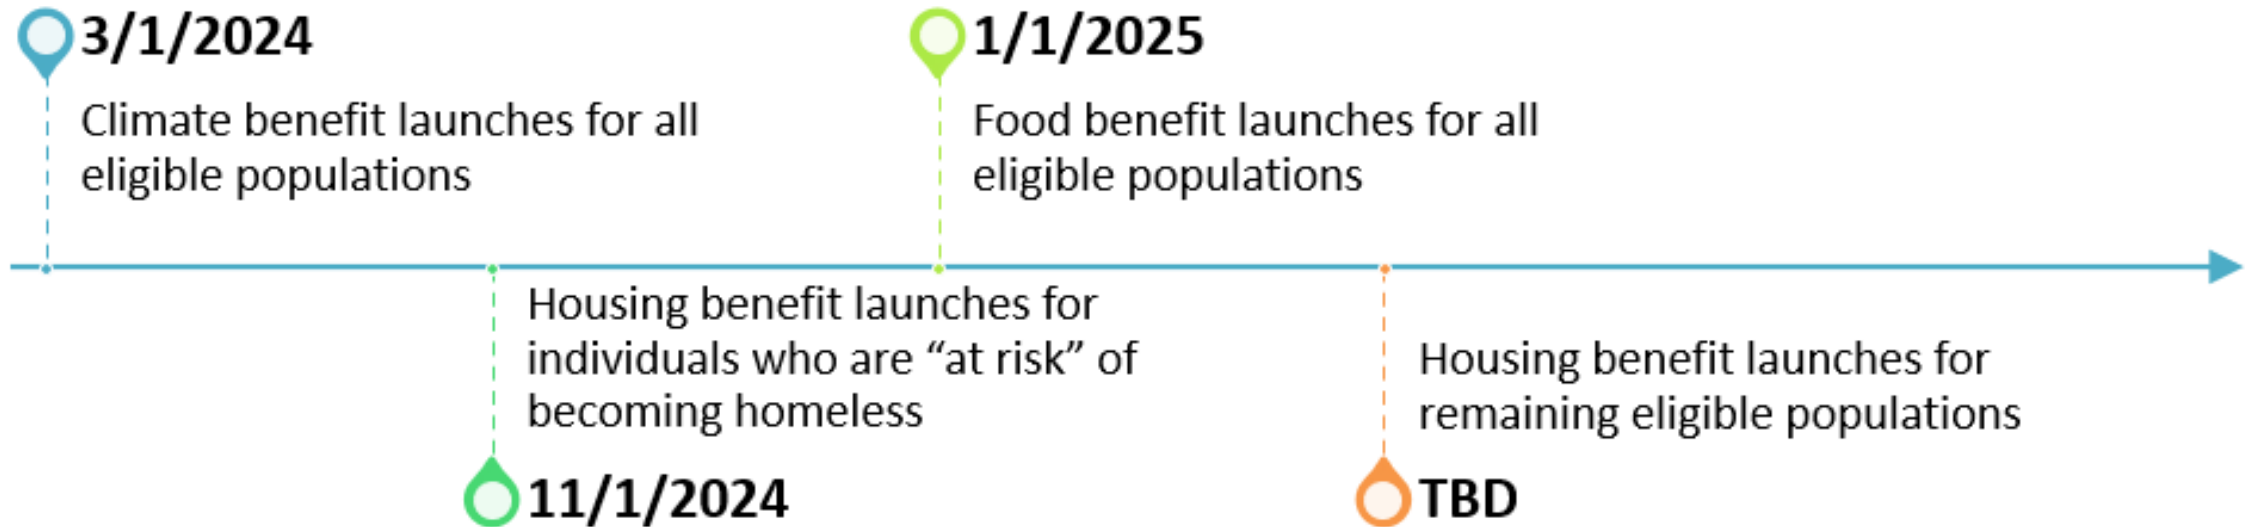 3/1/2024
Climate benefit launches for all
eligible populations
1/1/2025
Food benefit launches for all
eligible populations
Housing benefit launches for
individuals who are “at risk” of
becoming homeless
11/1/2024
Housing benefit launches for
remaining eligible populations
TBD